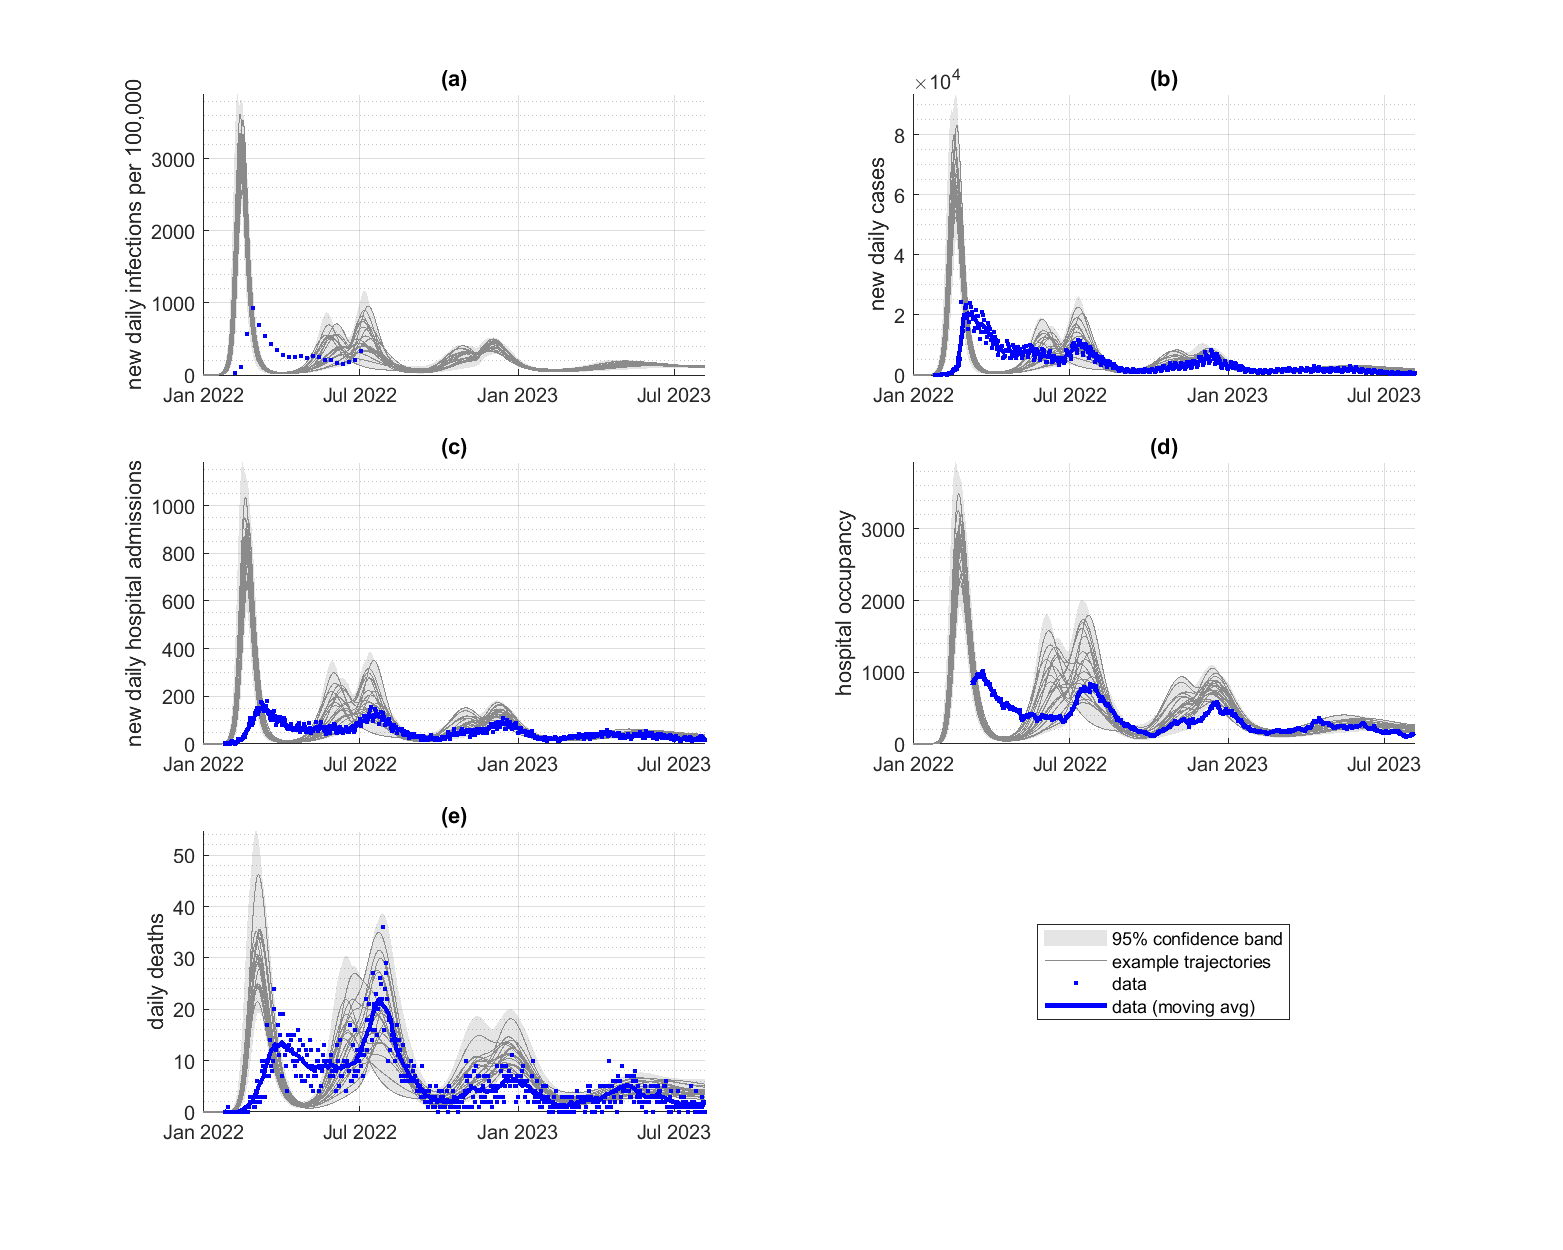 (a)
new daily infections per 100,000
3000
2000
1000
0
Jan 2022 Jul 2022 Jan 2023 Jul 2023
(b)
×10⁴
new daily cases
8
6
4
2
0
Jan 2022 Jul 2022 Jan 2023 Jul 2023
(c)
new daily hospital admissions
1000
800
600
400
200
0
Jan 2022 Jul 2022 Jan 2023 Jul 2023
(d)
hospital occupancy
3000
2000
1000
0
Jan 2022 Jul 2022 Jan 2023 Jul 2023
(e)
daily deaths
50
40
30
20
10
0
Jan 2022 Jul 2022 Jan 2023 Jul 2023
95% confidence band
example trajectories
data
data (moving avg)